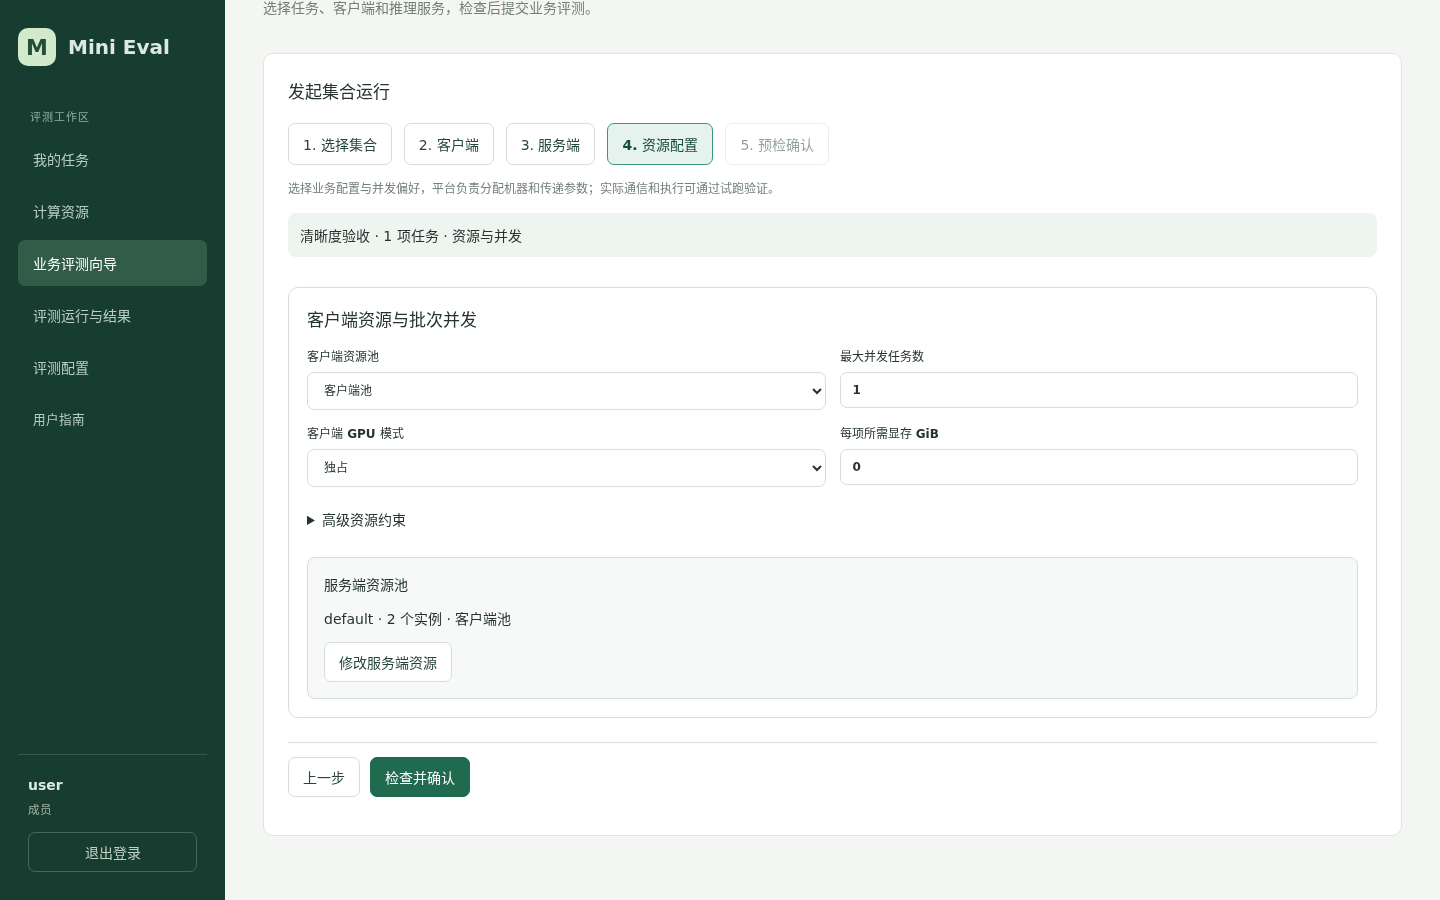 M
Mini Eval
评测工作区
我的任务
计算资源
业务评测向导
评测运行与结果
评测配置
用户指南
user
成员
退出登录
选择任务、客户端和推理服务，检查后提交业务评测。
发起集合运行
1. 选择集合
2. 客户端
3. 服务端
4. 资源配置
5. 预检确认
选择业务配置与并发偏好，平台负责分配机器和传递参数；实际通信和执行可通过试跑验证。
清晰度验收 · 1 项任务 · 资源与并发
客户端资源与批次并发
客户端资源池
最大并发任务数
客户端池
1
客户端 GPU 模式
每项所需显存 GiB
独占
0
高级资源约束
服务端资源池
default · 2 个实例 · 客户端池
修改服务端资源
上一步
检查并确认